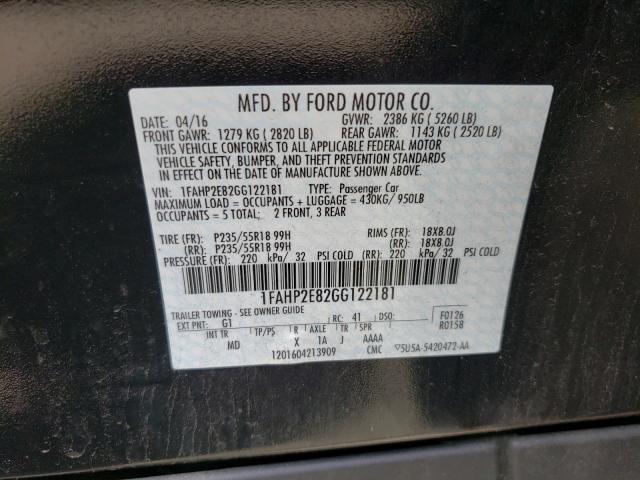 MFD. BY FORD MOTOR CO.
DATE: 04/16 GVWR: 2386 KG ( 5260 LB)
FRONT GAWR: 1279 KG ( 2820 LB) REAR GAWR: 1143 KG ( 2520 LB)
THIS VEHICLE CONFORMS TO ALL APPLICABLE FEDERAL MOTOR
VEHICLE SAFETY, BUMPER, AND THEFT PREVENTION STANDARDS
IN EFFECT ON THE DATE OF MANUFACTURE SHOWN ABOVE
VIN: 1FAHP2E82GG122181 TYPE: Passenger Car
MAXIMUM LOAD = OCCUPANTS + LUGGAGE = 430KG/ 950LB
OCCUPANTS = 5 TOTAL; 2 FRONT, 3 REAR
TIRE (FR): P235/55R18 99H RIMS (FR): 18X8.0J
(RR): P235/55R18 99H (RR): 18X8.0J
PRESSURE (FR): 220 kPa/ 32 PSI COLD (RR): 220 kPa/ 32 PSI COLD
1FAHP2E82GG122181
TRAILER TOWING - SEE OWNER GUIDE. F0126
EXT PNT: G1 RC: 41 DSO: R0158
INT TR TP/PS R AXLE TR SPR
MD X 1A J AAAA
1201604213909 CMC ▽5U5A-5420472-AA